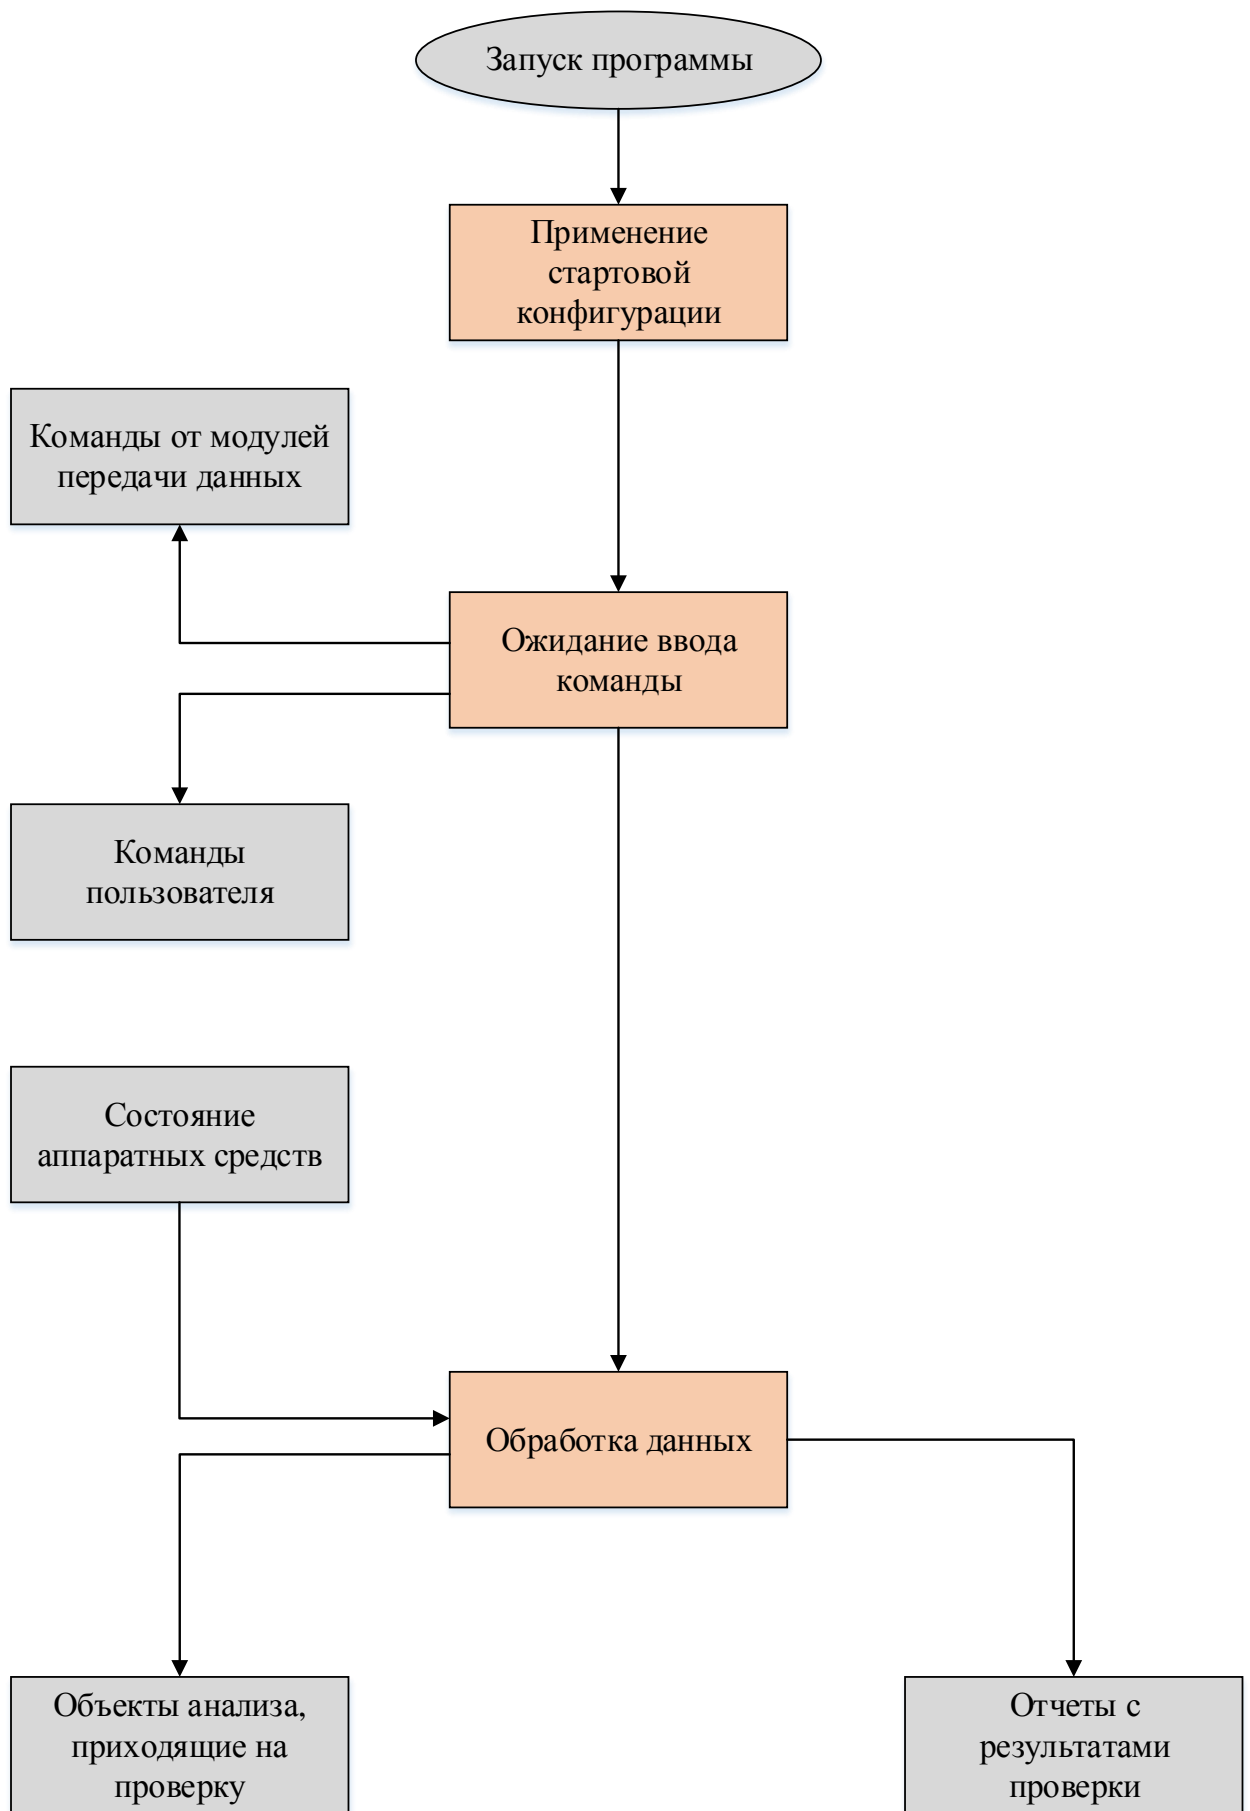 Запуск программы
Применение
стартовой
конфигурации
Команды от модулей
передачи данных
Ожидание ввода
команды
Команды
пользователя
Состояние
аппаратных средств
Обработка данных
Объекты анализа,
приходящие на
проверку
Отчеты с
результатами
проверки